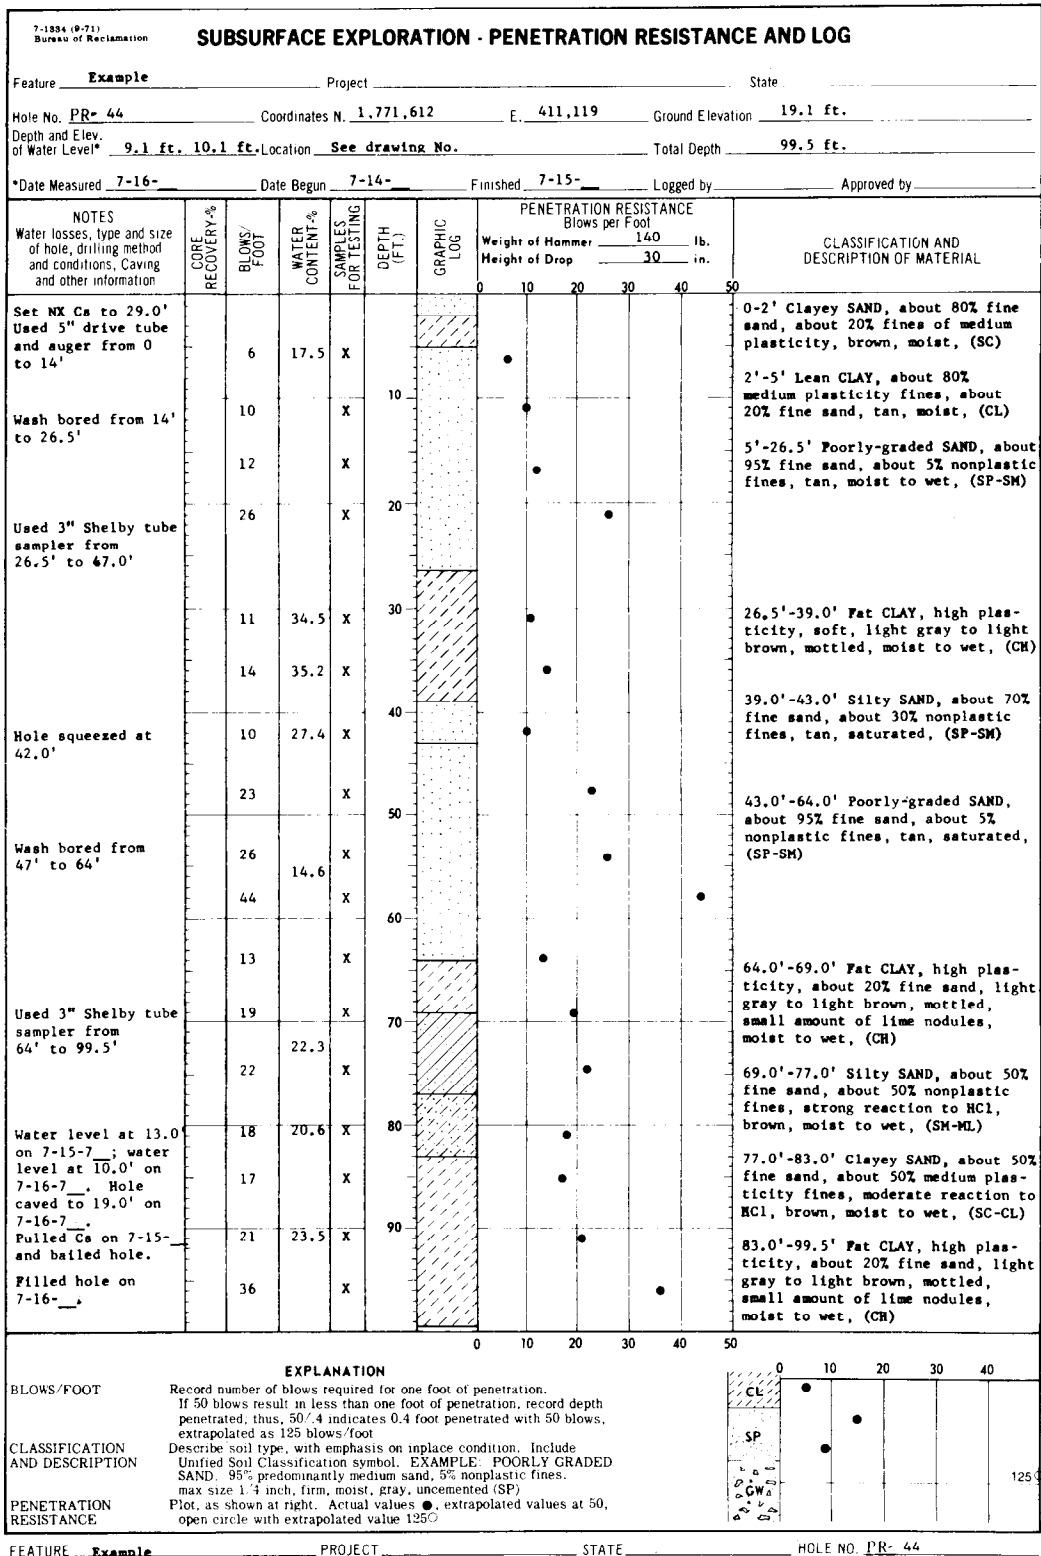 7-1334 (9-71)
Bureau of Reclamation
SUBSURFACE EXPLORATION - PENETRATION RESISTANCE AND LOG
Feature Example Project State
Hole No. PR- 44 Coordinates N. 1,771,612 E. 411,119 Ground Elevation 19.1 ft.
Depth and Elev.
of Water Level* 9.1 ft. 10.1 ft. Location See drawing No. Total Depth 99.5 ft.
*Date Measured 7-16-__ Date Begun 7-14-__ Finished 7-15-__ Logged by Approved by
NOTES
Water losses, type and size
of hole, drilling method
and conditions, Caving
and other information
CORE
RECOVERY-%
BLOWS/
FOOT
WATER
CONTENT-%
SAMPLES
FOR TESTING
DEPTH
(FT.)
GRAPHIC
LOG
PENETRATION RESISTANCE
Blows per Foot
Weight of Hammer 140 lb.
Height of Drop 30 in.
0 10 20 30 40 50
CLASSIFICATION AND
DESCRIPTION OF MATERIAL
Set NX Cs to 29.0'
Used 5" drive tube
and auger from 0
to 14'
Wash bored from 14'
to 26.5'
Used 3" Shelby tube
sampler from
26.5' to 47.0'
Hole squeezed at
42.0'
Wash bored from
47' to 64'
Used 3" Shelby tube
sampler from
64' to 99.5'
Water level at 13.0
on 7-15-7__; water
level at 10.0' on
7-16-7__. Hole
caved to 19.0' on
7-16-7__.
Pulled Cs on 7-15-__
and bailed hole.
Filled hole on
7-16-__.
6 17.5 X
10 X
12 X
26 X
11 34.5 X
14 35.2 X
10 27.4 X
23 X
26 X
14.6
44 X
13 X
19 X
22.3
22 X
18 20.6 X
17 X
21 23.5 X
36 X
10
20
30
40
50
60
70
80
90
0 10 20 30 40 50
0-2' Clayey SAND, about 80% fine
sand, about 20% fines of medium
plasticity, brown, moist, (SC)
2'-5' Lean CLAY, about 80%
medium plasticity fines, about
20% fine sand, tan, moist, (CL)
5'-26.5' Poorly-graded SAND, about
95% fine sand, about 5% nonplastic
fines, tan, moist to wet, (SP-SM)
26.5'-39.0' Fat CLAY, high plas-
ticity, soft, light gray to light
brown, mottled, moist to wet, (CH)
39.0'-43.0' Silty SAND, about 70%
fine sand, about 30% nonplastic
fines, tan, saturated, (SP-SM)
43.0'-64.0' Poorly-graded SAND,
about 95% fine sand, about 5%
nonplastic fines, tan, saturated,
(SP-SM)
64.0'-69.0' Fat CLAY, high plas-
ticity, about 20% fine sand, light
gray to light brown, mottled,
small amount of lime nodules,
moist to wet, (CH)
69.0'-77.0' Silty SAND, about 50%
fine sand, about 50% nonplastic
fines, strong reaction to HCl,
brown, moist to wet, (SM-ML)
77.0'-83.0' Clayey SAND, about 50%
fine sand, about 50% medium plas-
ticity fines, moderate reaction to
HCl, brown, moist to wet, (SC-CL)
83.0'-99.5' Fat CLAY, high plas-
ticity, about 20% fine sand, light
gray to light brown, mottled,
small amount of lime nodules,
moist to wet, (CH)
EXPLANATION
BLOWS/FOOT
Record number of blows required for one foot of penetration.
If 50 blows result in less than one foot of penetration, record depth
penetrated; thus, 50/.4 indicates 0.4 foot penetrated with 50 blows,
extrapolated as 125 blows/foot
CLASSIFICATION
AND DESCRIPTION
Describe soil type, with emphasis on inplace condition. Include
Unified Soil Classification symbol. EXAMPLE: POORLY GRADED
SAND. 95% predominantly medium sand, 5% nonplastic fines.
max size 1/4 inch, firm, moist, gray, uncemented (SP)
PENETRATION
RESISTANCE
Plot, as shown at right. Actual values ●, extrapolated values at 50,
open circle with extrapolated value 125○
0 10 20 30 40
CL
SP
GW
125○
FEATURE Example PROJECT STATE HOLE NO. PR- 44